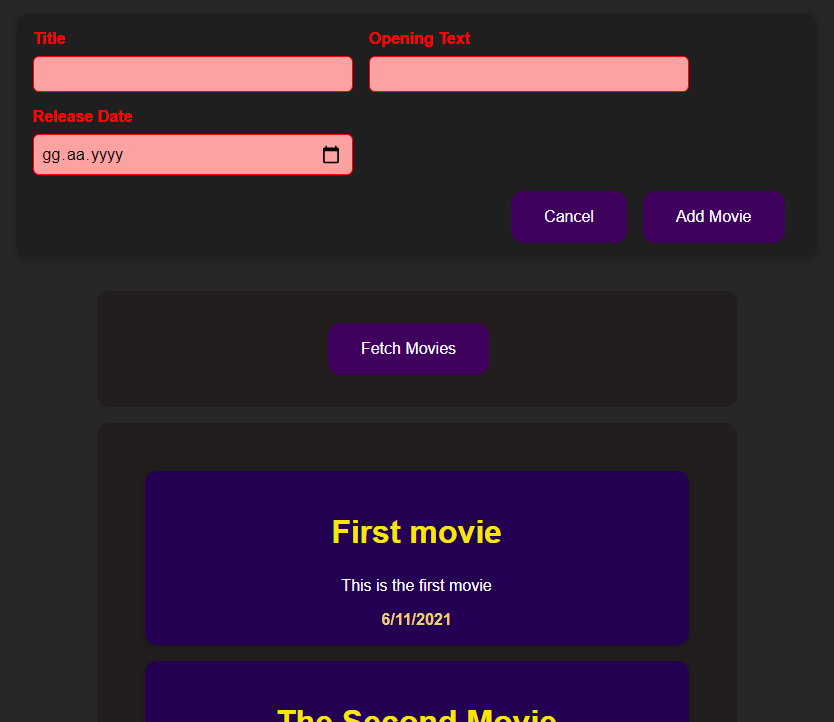 Title
Opening Text
Release Date
gg.aa.yyyy
Cancel
Add Movie
Fetch Movies
First movie
This is the first movie
6/11/2021
The Second Movie